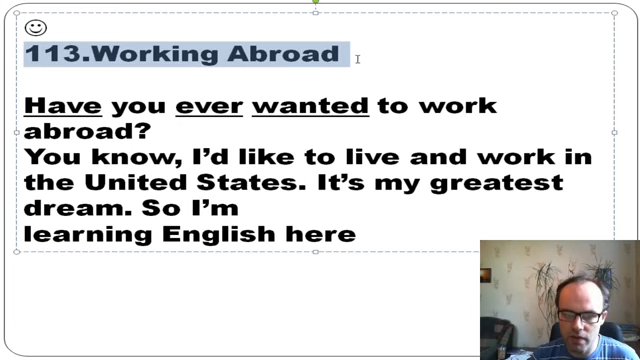 113.Working Abroad
Have you ever wanted to work
abroad?
You know, I'd like to live and work in
the United States. It's my greatest
dream. So I'm
learning English here